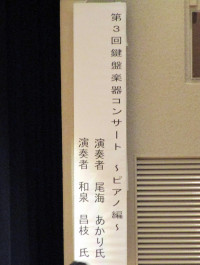 第3回鍵盤楽器コンサート ～ピアノ編～
演奏者 尾海 あかり氏
演奏者 和泉 昌枝 氏